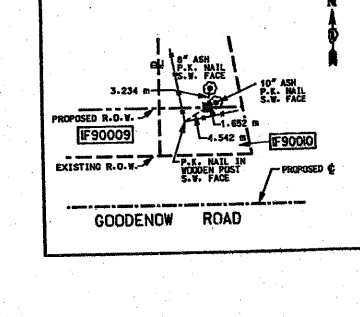 N
8" ASH
P.K. NAIL
S.W. FACE
3.234 m
10" ASH
P.K. NAIL
S.W. FACE
PROPOSED R.O.W.
1.652 m
IF90009
4.542 m
IF90010
EXISTING R.O.W.
P.K. NAIL IN
WOODEN POST
S.W. FACE
PROPOSED ℄
GOODENOW ROAD